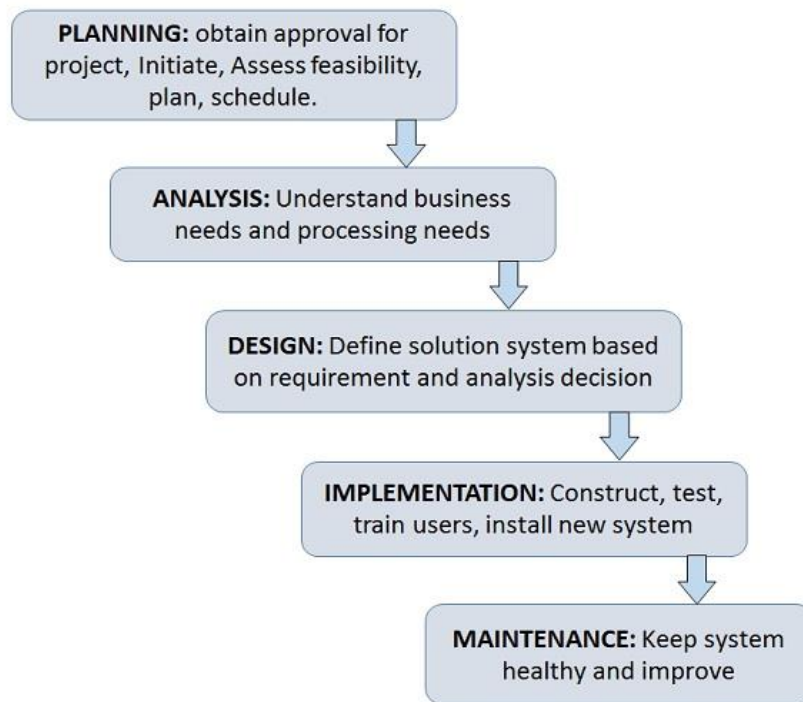 PLANNING: obtain approval for
project, Initiate, Assess feasibility,
plan, schedule.
ANALYSIS: Understand business
needs and processing needs
DESIGN: Define solution system based
on requirement and analysis decision
IMPLEMENTATION: Construct, test,
train users, install new system
MAINTENANCE: Keep system
healthy and improve